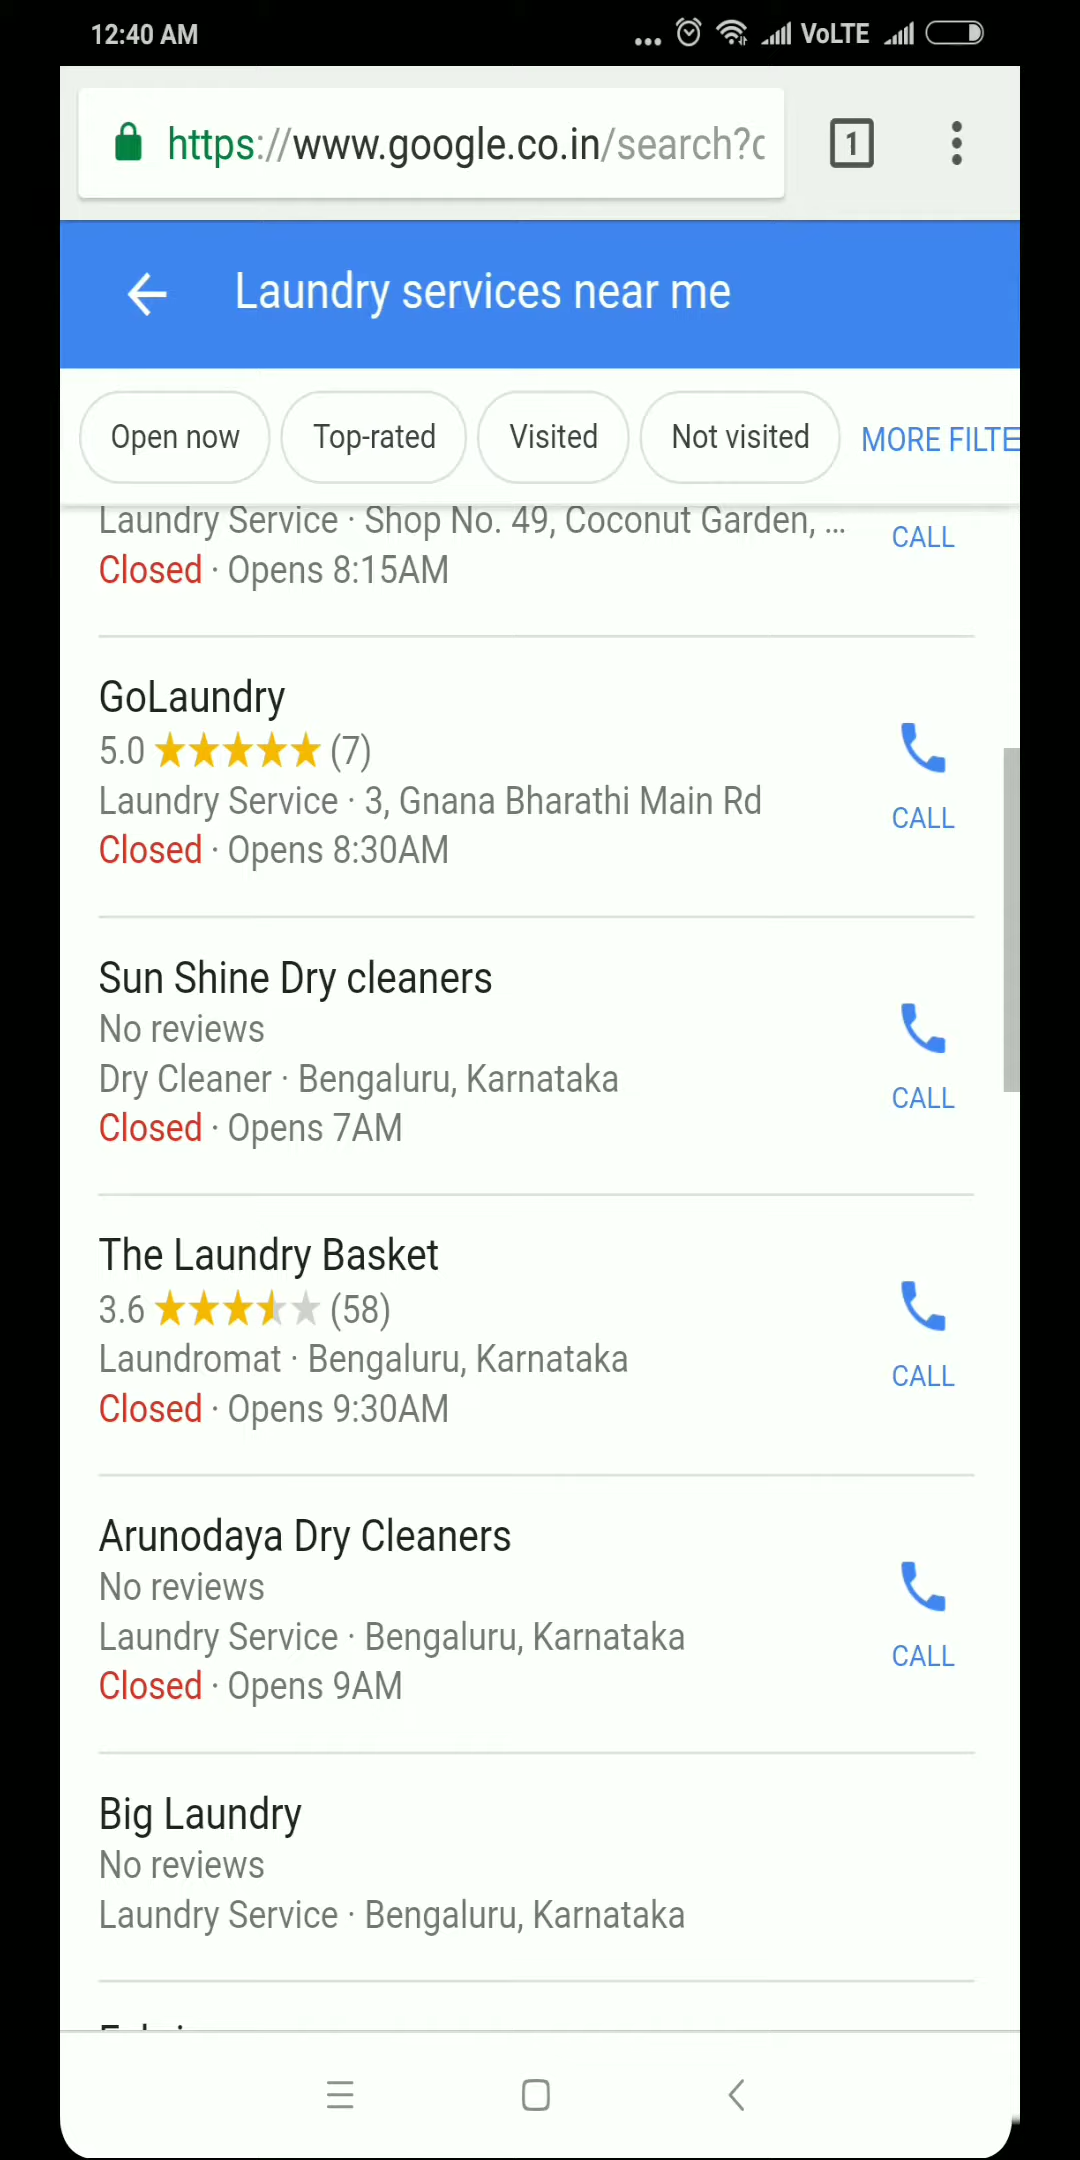 12:40 AM
VoLTE
https://www.google.co.in/search?c
1
Laundry services near me
Open now
Top-rated
Visited
Not visited
MORE FILTE
Laundry Service · Shop No. 49, Coconut Garden, ...
CALL
Closed · Opens 8:15AM
GoLaundry
5.0 (7)
Laundry Service · 3, Gnana Bharathi Main Rd
CALL
Closed · Opens 8:30AM
Sun Shine Dry cleaners
No reviews
Dry Cleaner · Bengaluru, Karnataka
CALL
Closed · Opens 7AM
The Laundry Basket
3.6 (58)
Laundromat · Bengaluru, Karnataka
CALL
Closed · Opens 9:30AM
Arunodaya Dry Cleaners
No reviews
Laundry Service · Bengaluru, Karnataka
CALL
Closed · Opens 9AM
Big Laundry
No reviews
Laundry Service · Bengaluru, Karnataka